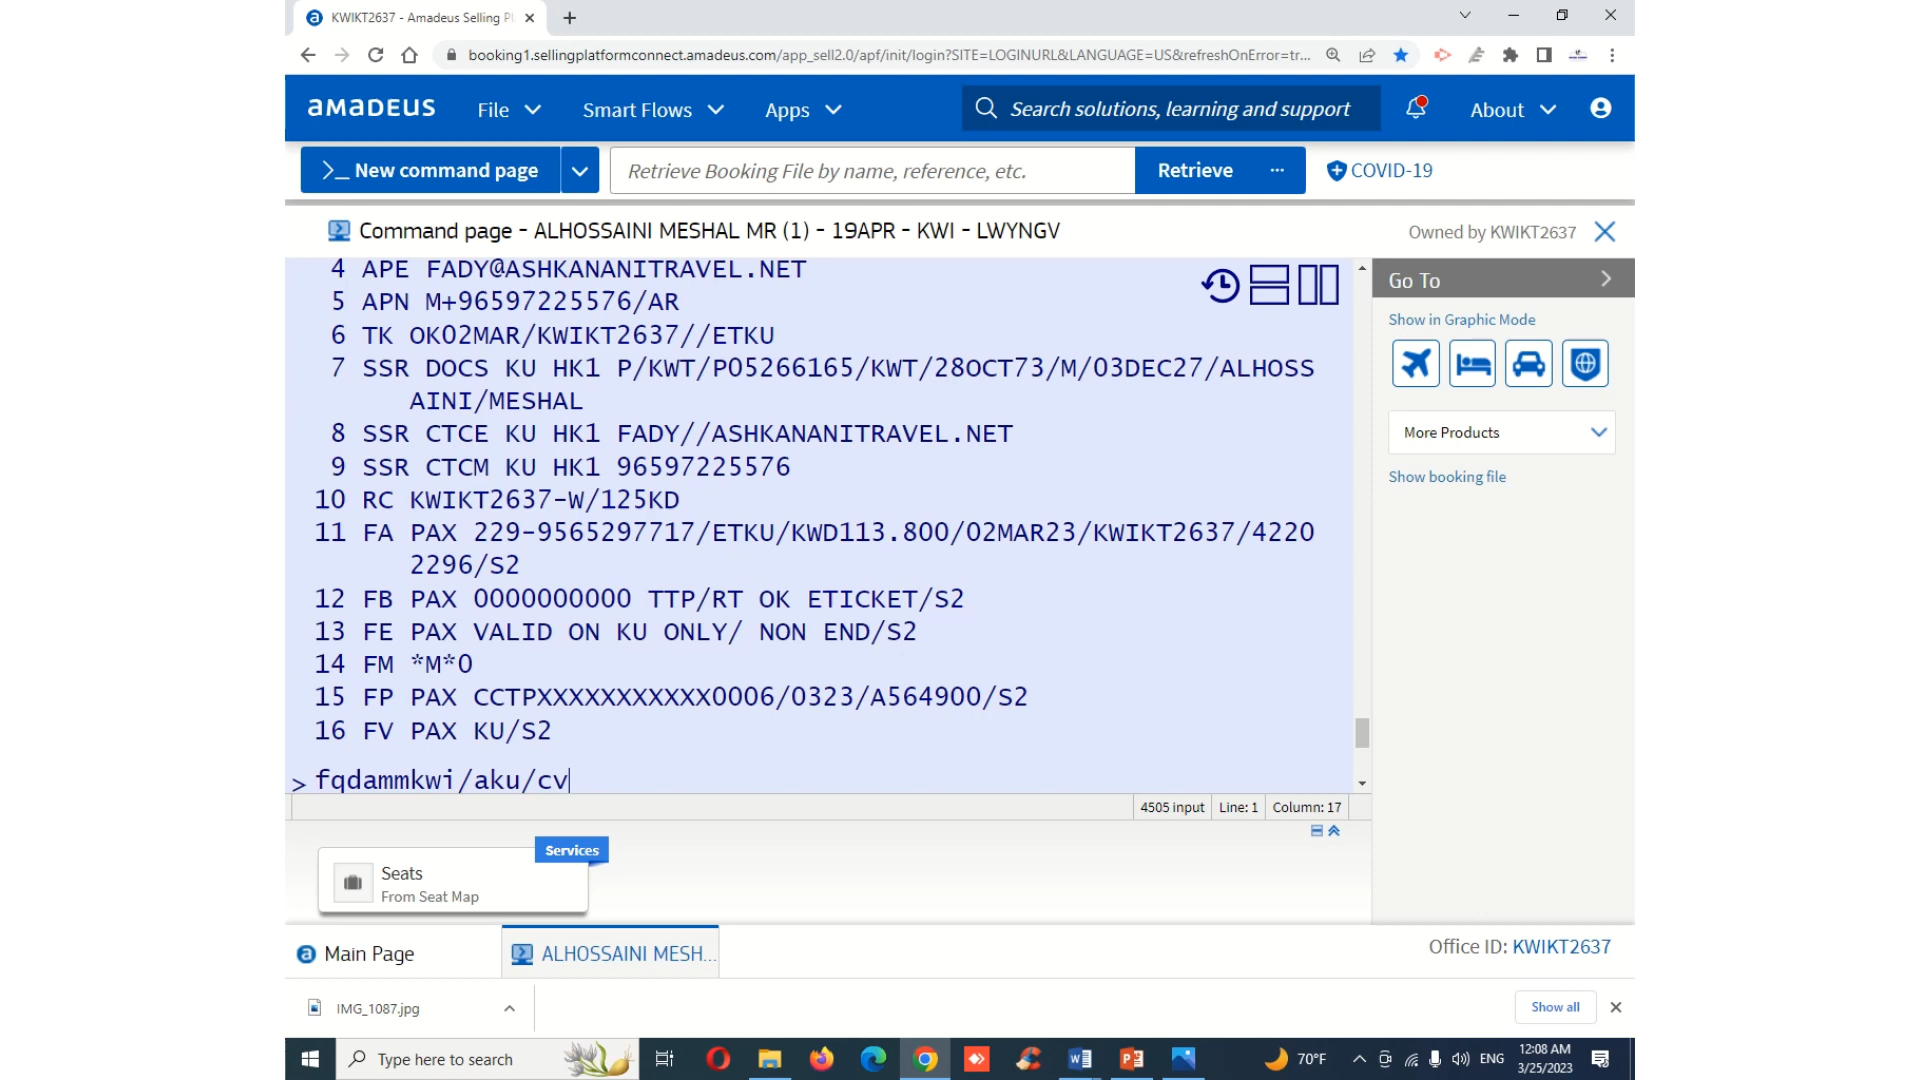 KWIKT2637 - Amadeus Selling Pl
booking1.sellingplatformconnect.amadeus.com/app_sell2.0/apf/init/login?SITE=LOGINURL&LANGUAGE=US&refreshOnError=tr...
amadeus File Smart Flows Apps Search solutions, learning and support About
>_ New command page Retrieve Booking File by name, reference, etc. Retrieve ... COVID-19
Command page - ALHOSSAINI MESHAL MR (1) - 19APR - KWI - LWYNGV Owned by KWIKT2637
4 APE FADY@ASHKANANITRAVEL.NET
5 APN M+96597225576/AR
6 TK OK02MAR/KWIKT2637//ETKU
7 SSR DOCS KU HK1 P/KWT/P05266165/KWT/28OCT73/M/03DEC27/ALHOSS
AINI/MESHAL
8 SSR CTCE KU HK1 FADY//ASHKANANITRAVEL.NET
9 SSR CTCM KU HK1 96597225576
10 RC KWIKT2637-W/125KD
11 FA PAX 229-9565297717/ETKU/KWD113.800/02MAR23/KWIKT2637/4220
2296/S2
12 FB PAX 0000000000 TTP/RT OK ETICKET/S2
13 FE PAX VALID ON KU ONLY/ NON END/S2
14 FM *M*0
15 FP PAX CCTPXXXXXXXXXXX0006/0323/A564900/S2
16 FV PAX KU/S2
> fqdammkwi/aku/cv
4505 input Line: 1 Column: 17
Go To
Show in Graphic Mode
More Products
Show booking file
Services
Seats
From Seat Map
Main Page ALHOSSAINI MESH... Office ID: KWIKT2637
IMG_1087.jpg Show all
Type here to search 70°F ENG 12:08 AM
3/25/2023